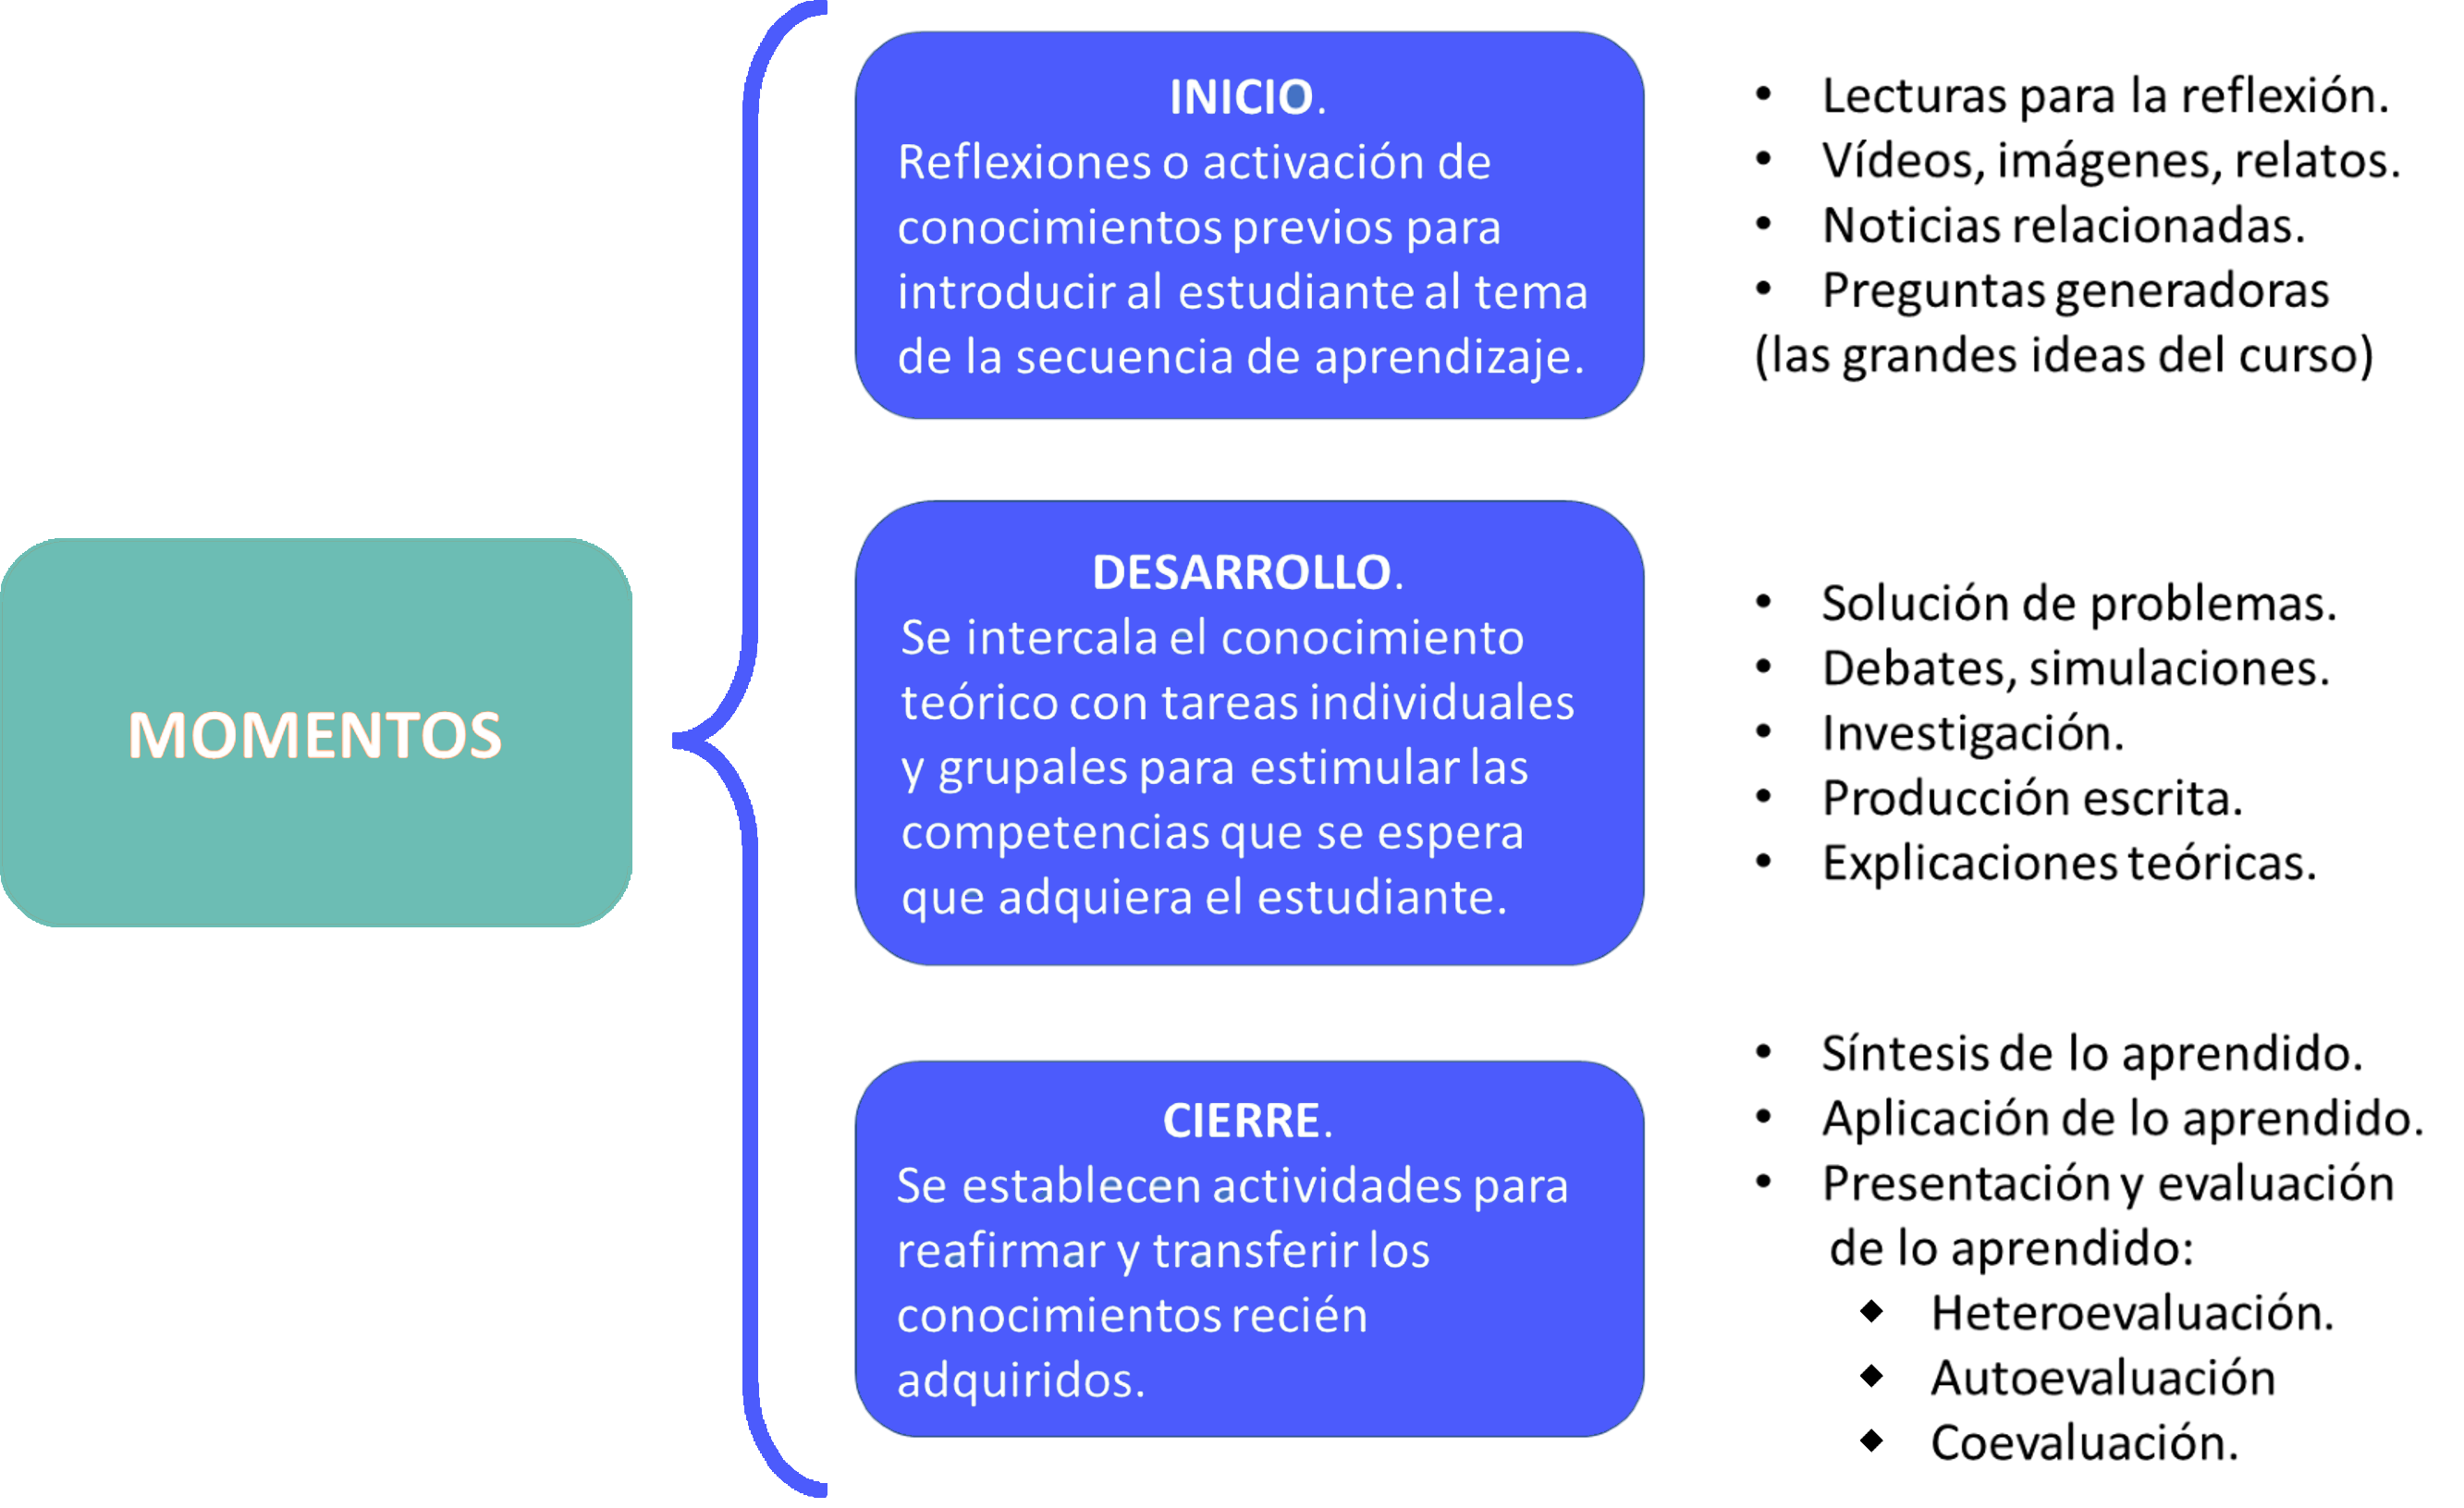 MOMENTOS
INICIO.
Reflexiones o activación de
conocimientos previos para
introducir al estudiante al tema
de la secuencia de aprendizaje.
• Lecturas para la reflexión.
• Vídeos, imágenes, relatos.
• Noticias relacionadas.
• Preguntas generadoras
(las grandes ideas del curso)
DESARROLLO.
Se intercala el conocimiento
teórico con tareas individuales
y grupales para estimular las
competencias que se espera
que adquiera el estudiante.
• Solución de problemas.
• Debates, simulaciones.
• Investigación.
• Producción escrita.
• Explicaciones teóricas.
CIERRE.
Se establecen actividades para
reafirmar y transferir los
conocimientos recién
adquiridos.
• Síntesis de lo aprendido.
• Aplicación de lo aprendido.
• Presentación y evaluación
de lo aprendido:
◆ Heteroevaluación.
◆ Autoevaluación
◆ Coevaluación.